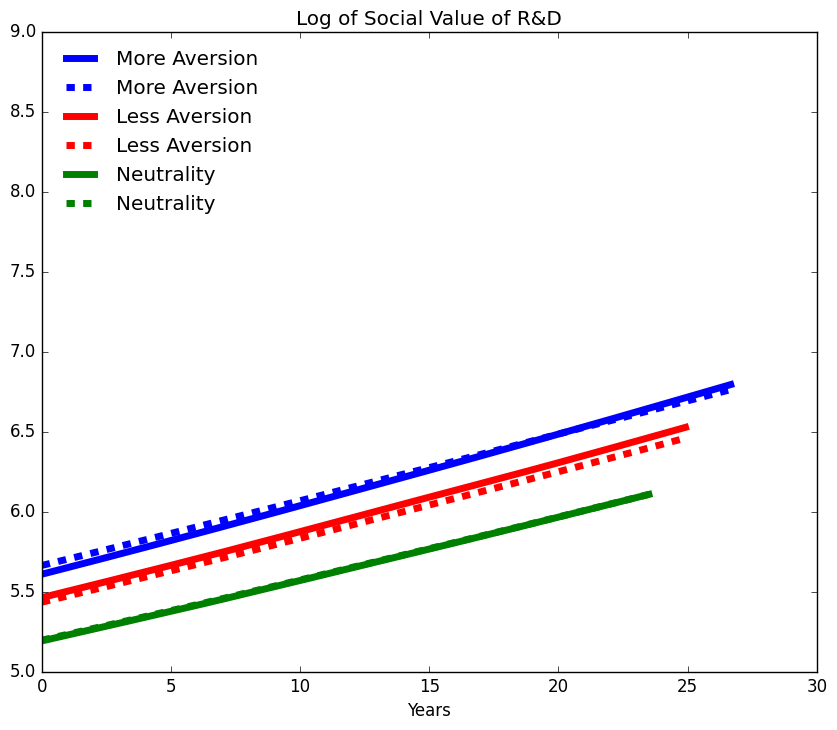 Log of Social Value of R&D
9.0
More Aversion
More Aversion
8.5
Less Aversion
Less Aversion
Neutrality
8.0
Neutrality
7.5
7.0
6.5
6.0
5.5
5.0
0 5 10 15 20 25 30
Years